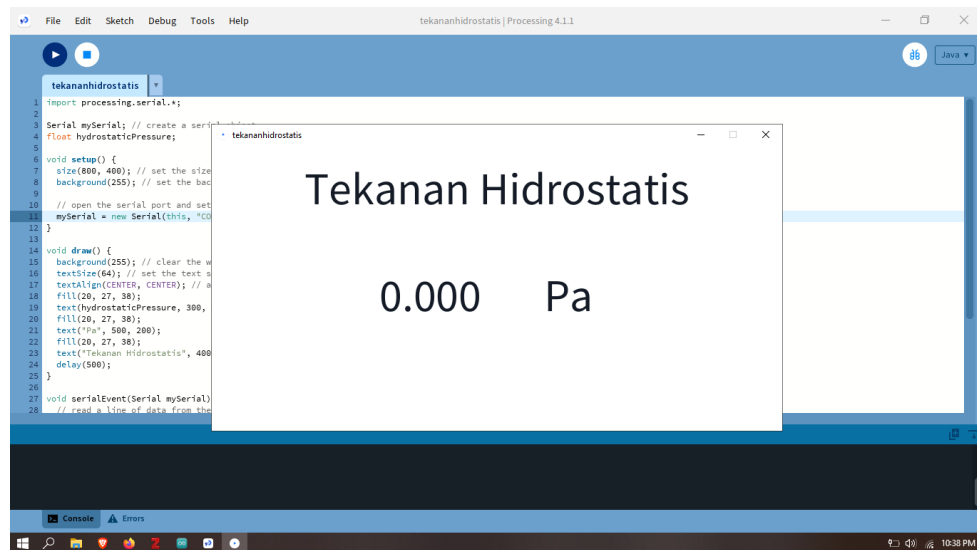 File Edit Sketch Debug Tools Help
tekananhidrostatis | Processing 4.1.1
Java
tekananhidrostatis
1 import processing.serial.*;
2
3 Serial mySerial; // create a
4 float hydrostaticPressure;
5
6 void setup() {
7 size(800, 400); // set the size
8 background(255); // set the
9
10 // open the serial port and set
11 mySerial = new Serial(this, "CO
12 }
13
14 void draw() {
15 background(255); // clear the
16 textSize(64); // set the text
17 textAlign(CENTER, CENTER); //
18 fill(20, 27, 38);
19 text(hydrostaticPressure, 300,
20 fill(20, 27, 38);
21 text("Pa", 500, 200);
22 fill(20, 27, 38);
23 text("Tekanan Hidrostatis", 400
24 delay(500);
25 }
26
27 void serialEvent(Serial mySerial)
28 // read a line of data from the
tekananhidrostatis
Tekanan Hidrostatis
0.000 Pa
Console Errors
10:38 PM